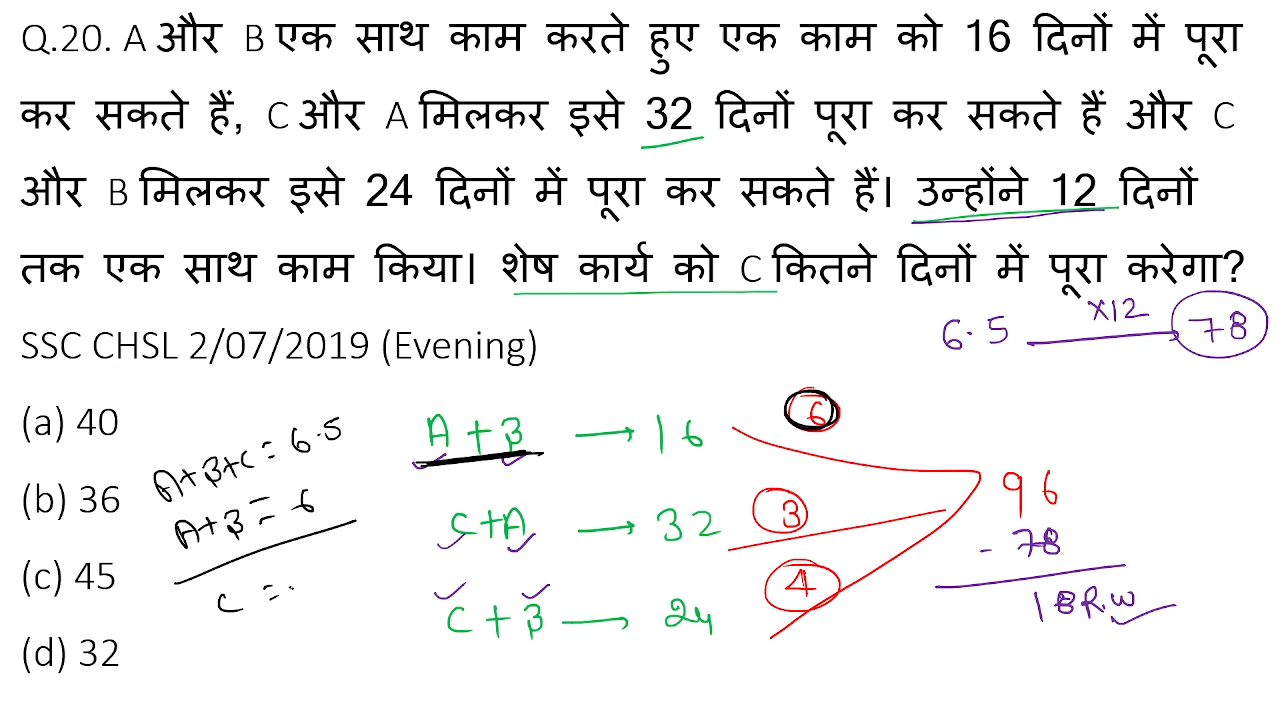 Q.20. A और B एक साथ काम करते हुए एक काम को 16 दिनों में पूरा
कर सकते हैं, C और A मिलकर इसे 32 दिनों पूरा कर सकते हैं और C
और B मिलकर इसे 24 दिनों में पूरा कर सकते हैं। उन्होंने 12 दिनों
तक एक साथ काम किया। शेष कार्य को C कितने दिनों में पूरा करेगा?
SSC CHSL 2/07/2019 (Evening)
6.5 ×12 78
(a) 40
(b) 36
(c) 45
(d) 32
A+B+C = 6.5
A+B = 6
C =
A + B → 16 6
C+A → 32 3
C + B → 24 4
96
- 78
18 R.W